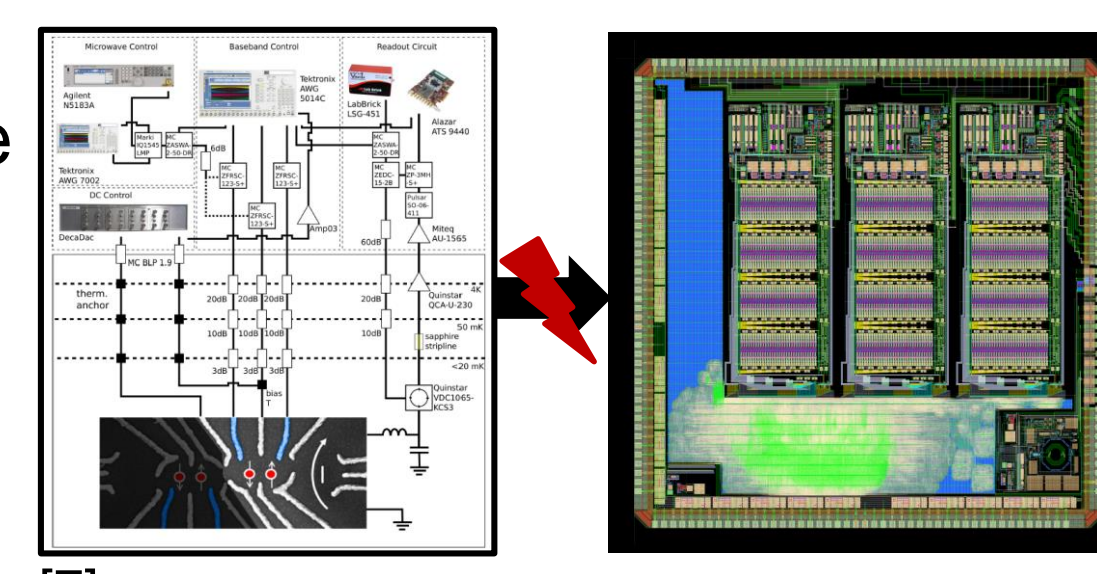 Microwave Control
Baseband Control
Readout Circuit
e
Agilent
N5183A
Tektronix
AWG
5014C
LabBrick
LSG-451
Alazar
ATS 9440
Marki
IQ1545
LMP
MC
ZASWA
2-50-DR
6dB
MC
ZASWA
2-50-DR
Tektronix
AWG 7002
MC
ZFRSC-
123-S+
MC
ZFRSC-
123-S+
MC
ZEDC-
15-2B
MC
ZP-3MH
-S+
DC Control
MC
ZFRSC-
123-S+
Pulsar
SO-06-
411
DecaDac
Amp03
60dB
Miteq
AU-1565
MC BLP 1.9
therm.
anchor
4K
20dB
20dB
20dB
20dB
Quinstar
QCA-U-230
50 mK
10dB
10dB
10dB
10dB
sapphire
stripline
<20 mK
3dB
3dB
3dB
bias
T
Quinstar
VDC1065-
KCS3
I